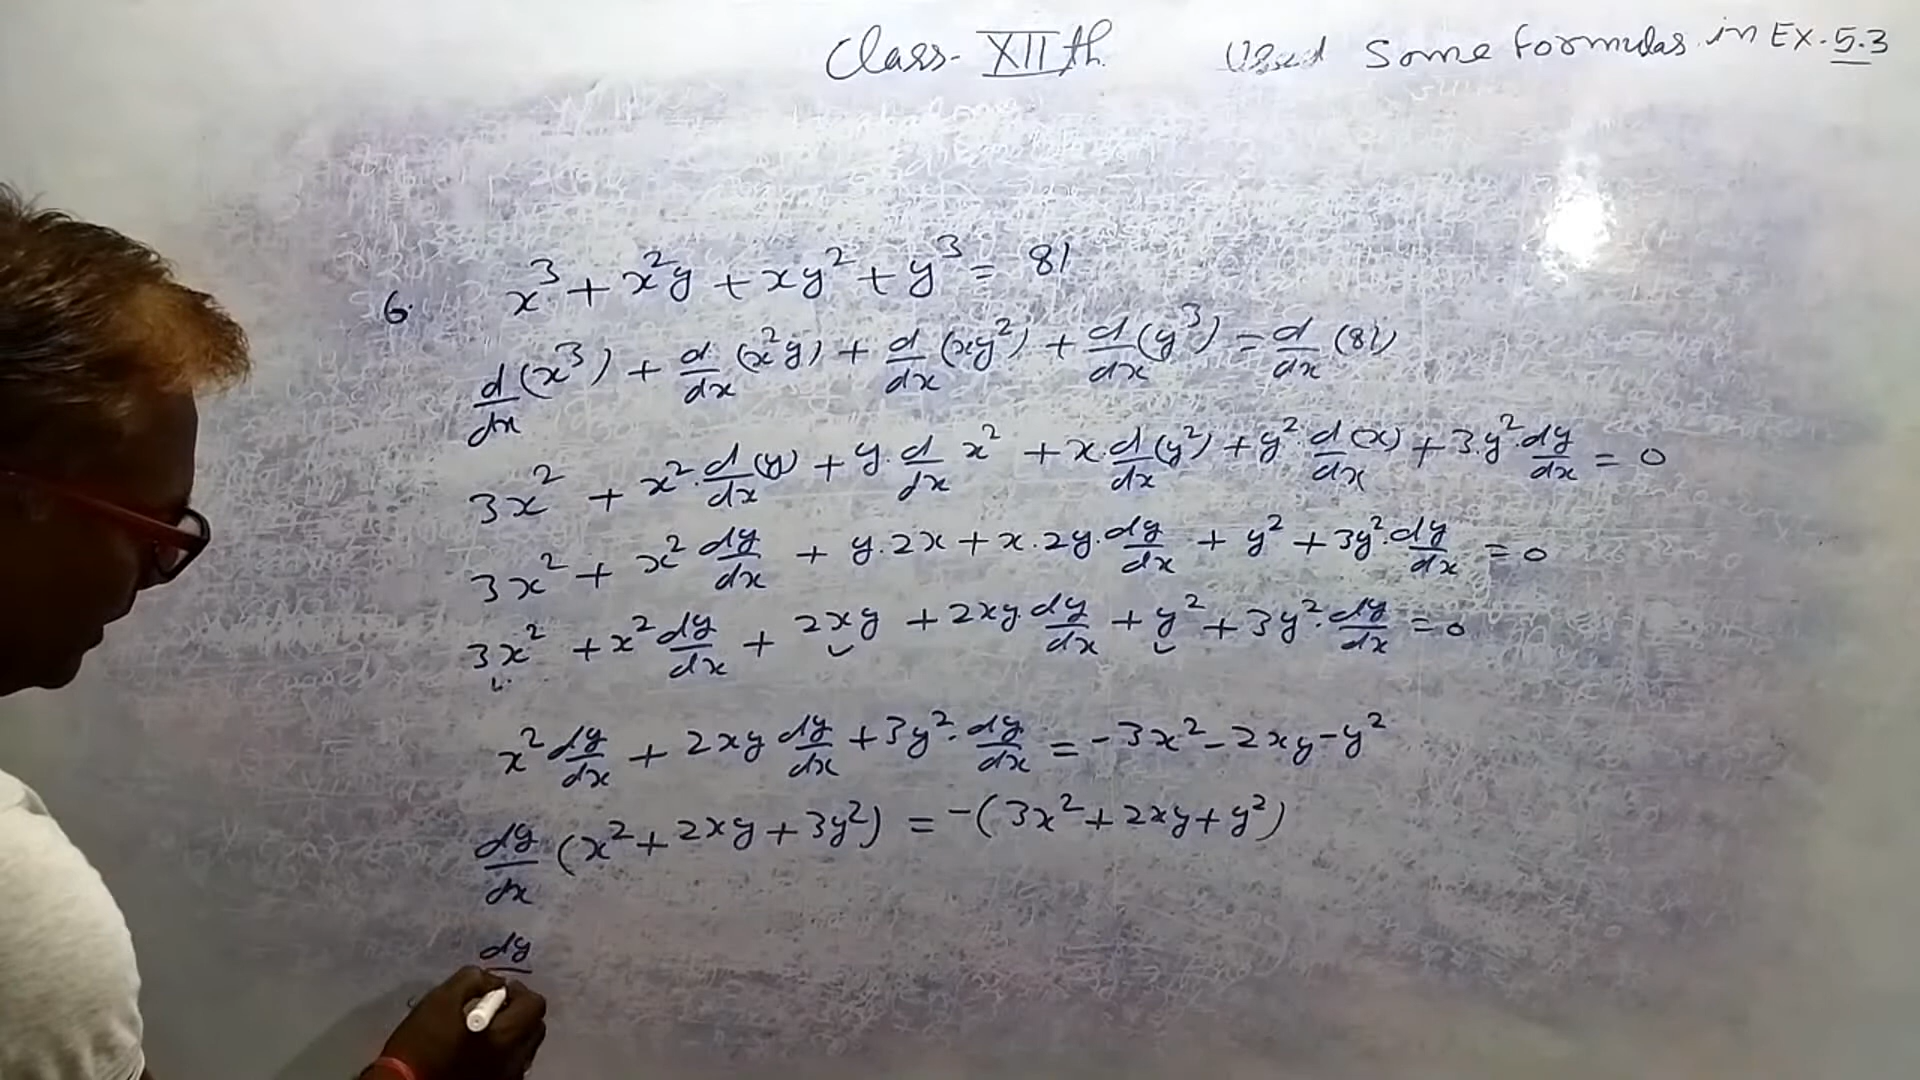 Class- XIIth Used Some formulas in EX-5.3
6. x³ + x²y + xy² + y³ = 81
d/dx (x³) + d/dx (x²y) + d/dx (xy²) + d/dx (y³) = d/dx (81)
3x² + x².d/dx (y) + y.d/dx x² + x.d/dx (y²) + y².d/dx (x) + 3.y².dy/dx = 0
3x² + x² dy/dx + y.2x + x.2y.dy/dx + y² + 3y².dy/dx = 0
3x² + x² dy/dx + 2xy + 2xy.dy/dx + y² + 3y².dy/dx = 0
x² dy/dx + 2xy dy/dx + 3y².dy/dx = -3x² - 2xy - y²
dy/dx (x² + 2xy + 3y²) = -(3x² + 2xy + y²)
dy